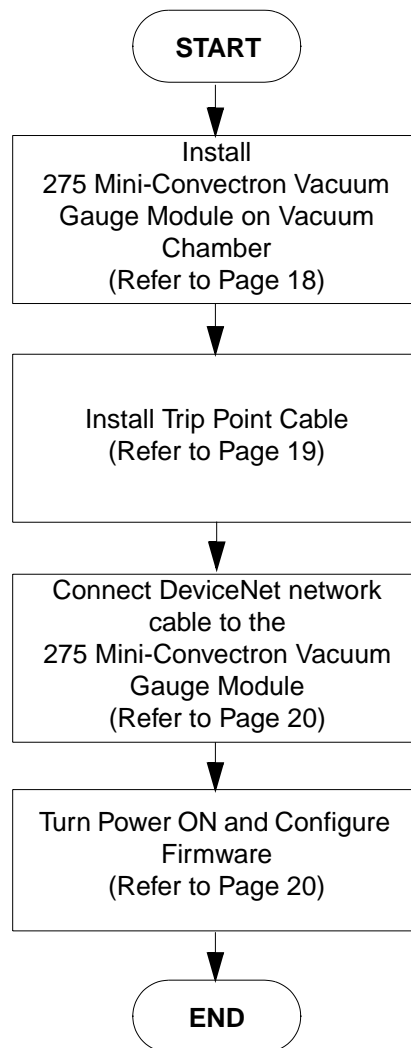 START
Install
275 Mini-Convectron Vacuum
Gauge Module on Vacuum
Chamber
(Refer to Page 18)
Install Trip Point Cable
(Refer to Page 19)
Connect DeviceNet network
cable to the
275 Mini-Convectron Vacuum
Gauge Module
(Refer to Page 20)
Turn Power ON and Configure
Firmware
(Refer to Page 20)
END